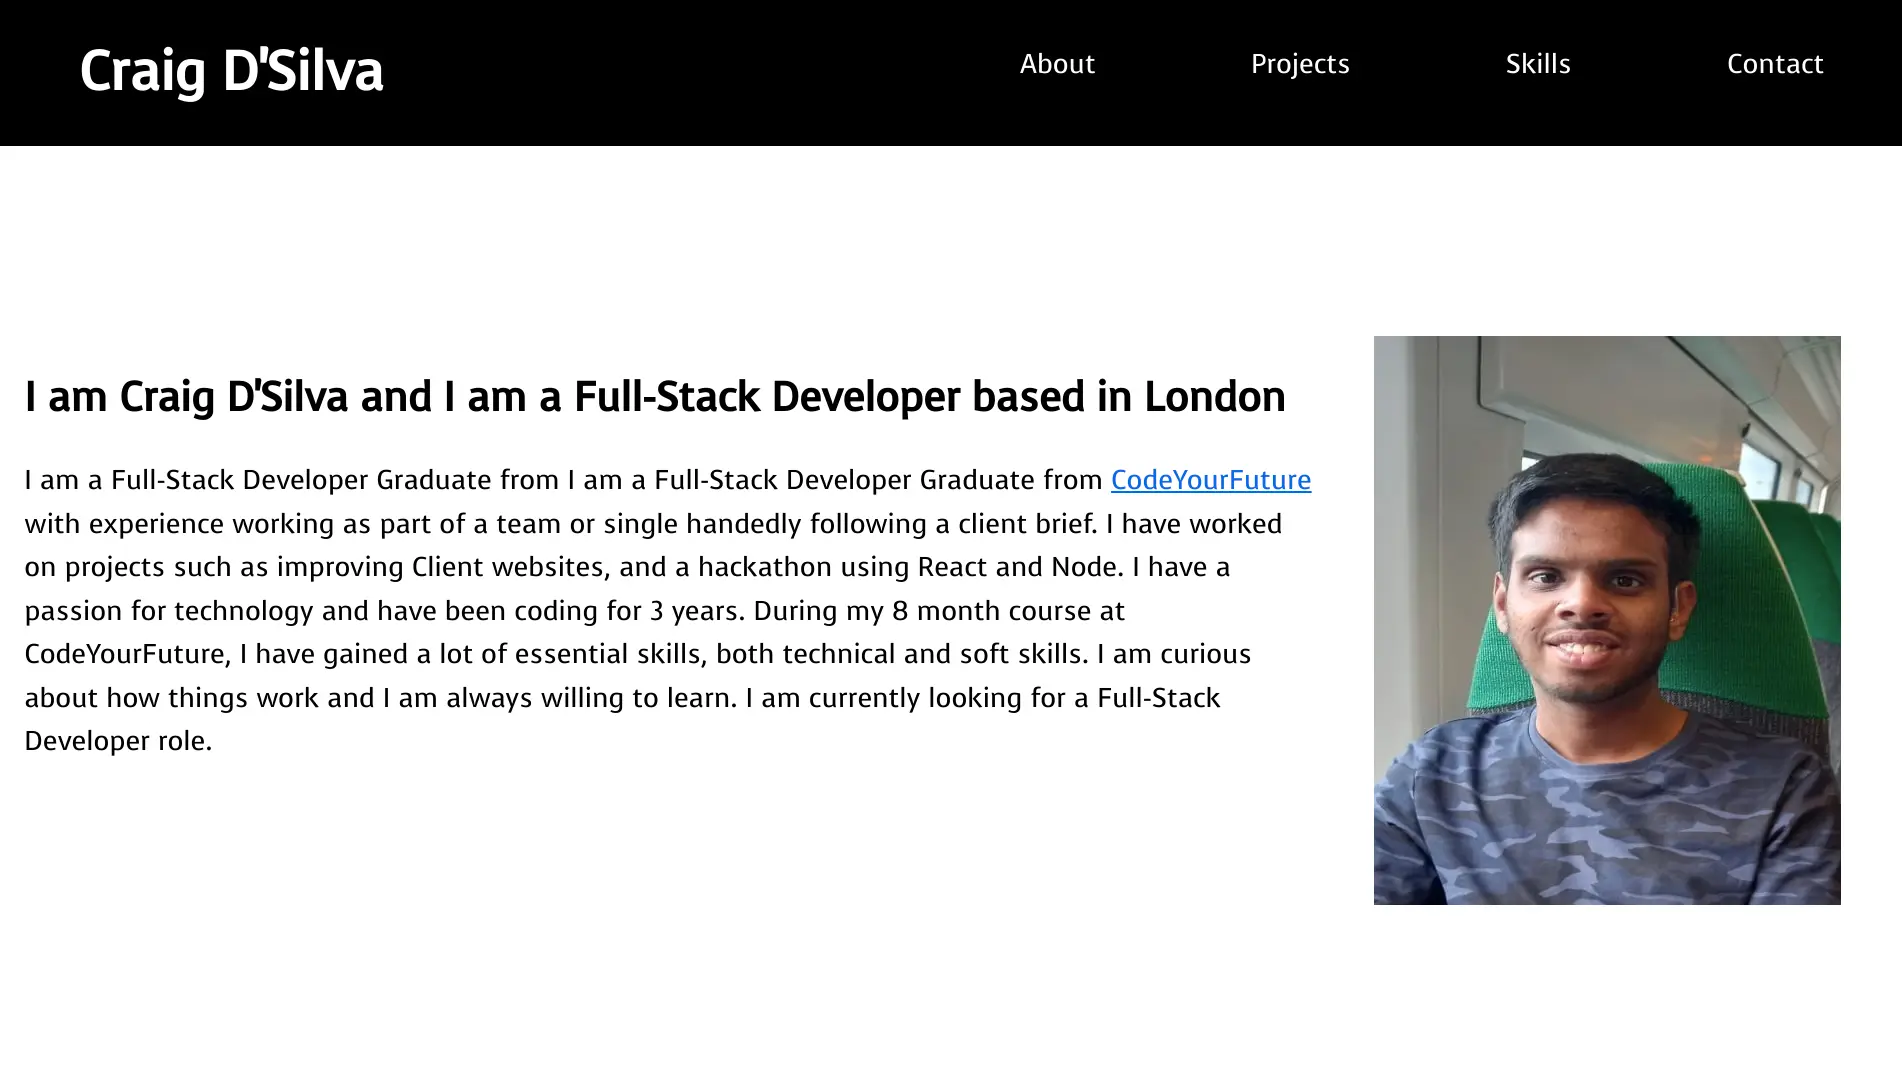 Craig D'Silva
About Projects Skills Contact
I am Craig D'Silva and I am a Full-Stack Developer based in London
I am a Full-Stack Developer Graduate from I am a Full-Stack Developer Graduate from CodeYourFuture
with experience working as part of a team or single handedly following a client brief. I have worked
on projects such as improving Client websites, and a hackathon using React and Node. I have a
passion for technology and have been coding for 3 years. During my 8 month course at
CodeYourFuture, I have gained a lot of essential skills, both technical and soft skills. I am curious
about how things work and I am always willing to learn. I am currently looking for a Full-Stack
Developer role.